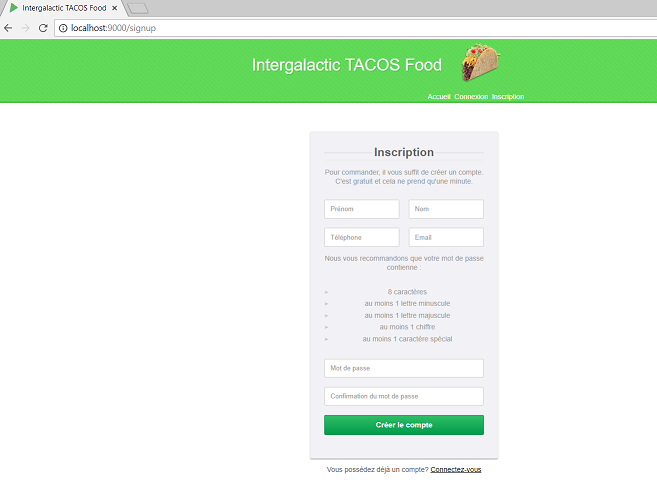 Intergalactic TACOS Food
localhost:9000/signup
Intergalactic TACOS Food
Accueil Connexion Inscription
Inscription
Pour commander, il vous suffit de créer un compte.
C'est gratuit et cela ne prend qu'une minute.
Prénom Nom
Téléphone Email
Nous vous recommandons que votre mot de passe
contienne :
8 caractères
au moins 1 lettre minuscule
au moins 1 lettre majuscule
au moins 1 chiffre
au moins 1 caractère spécial
Mot de passe
Confirmation du mot de passe
Créer le compte
Vous possédez déjà un compte? Connectez-vous